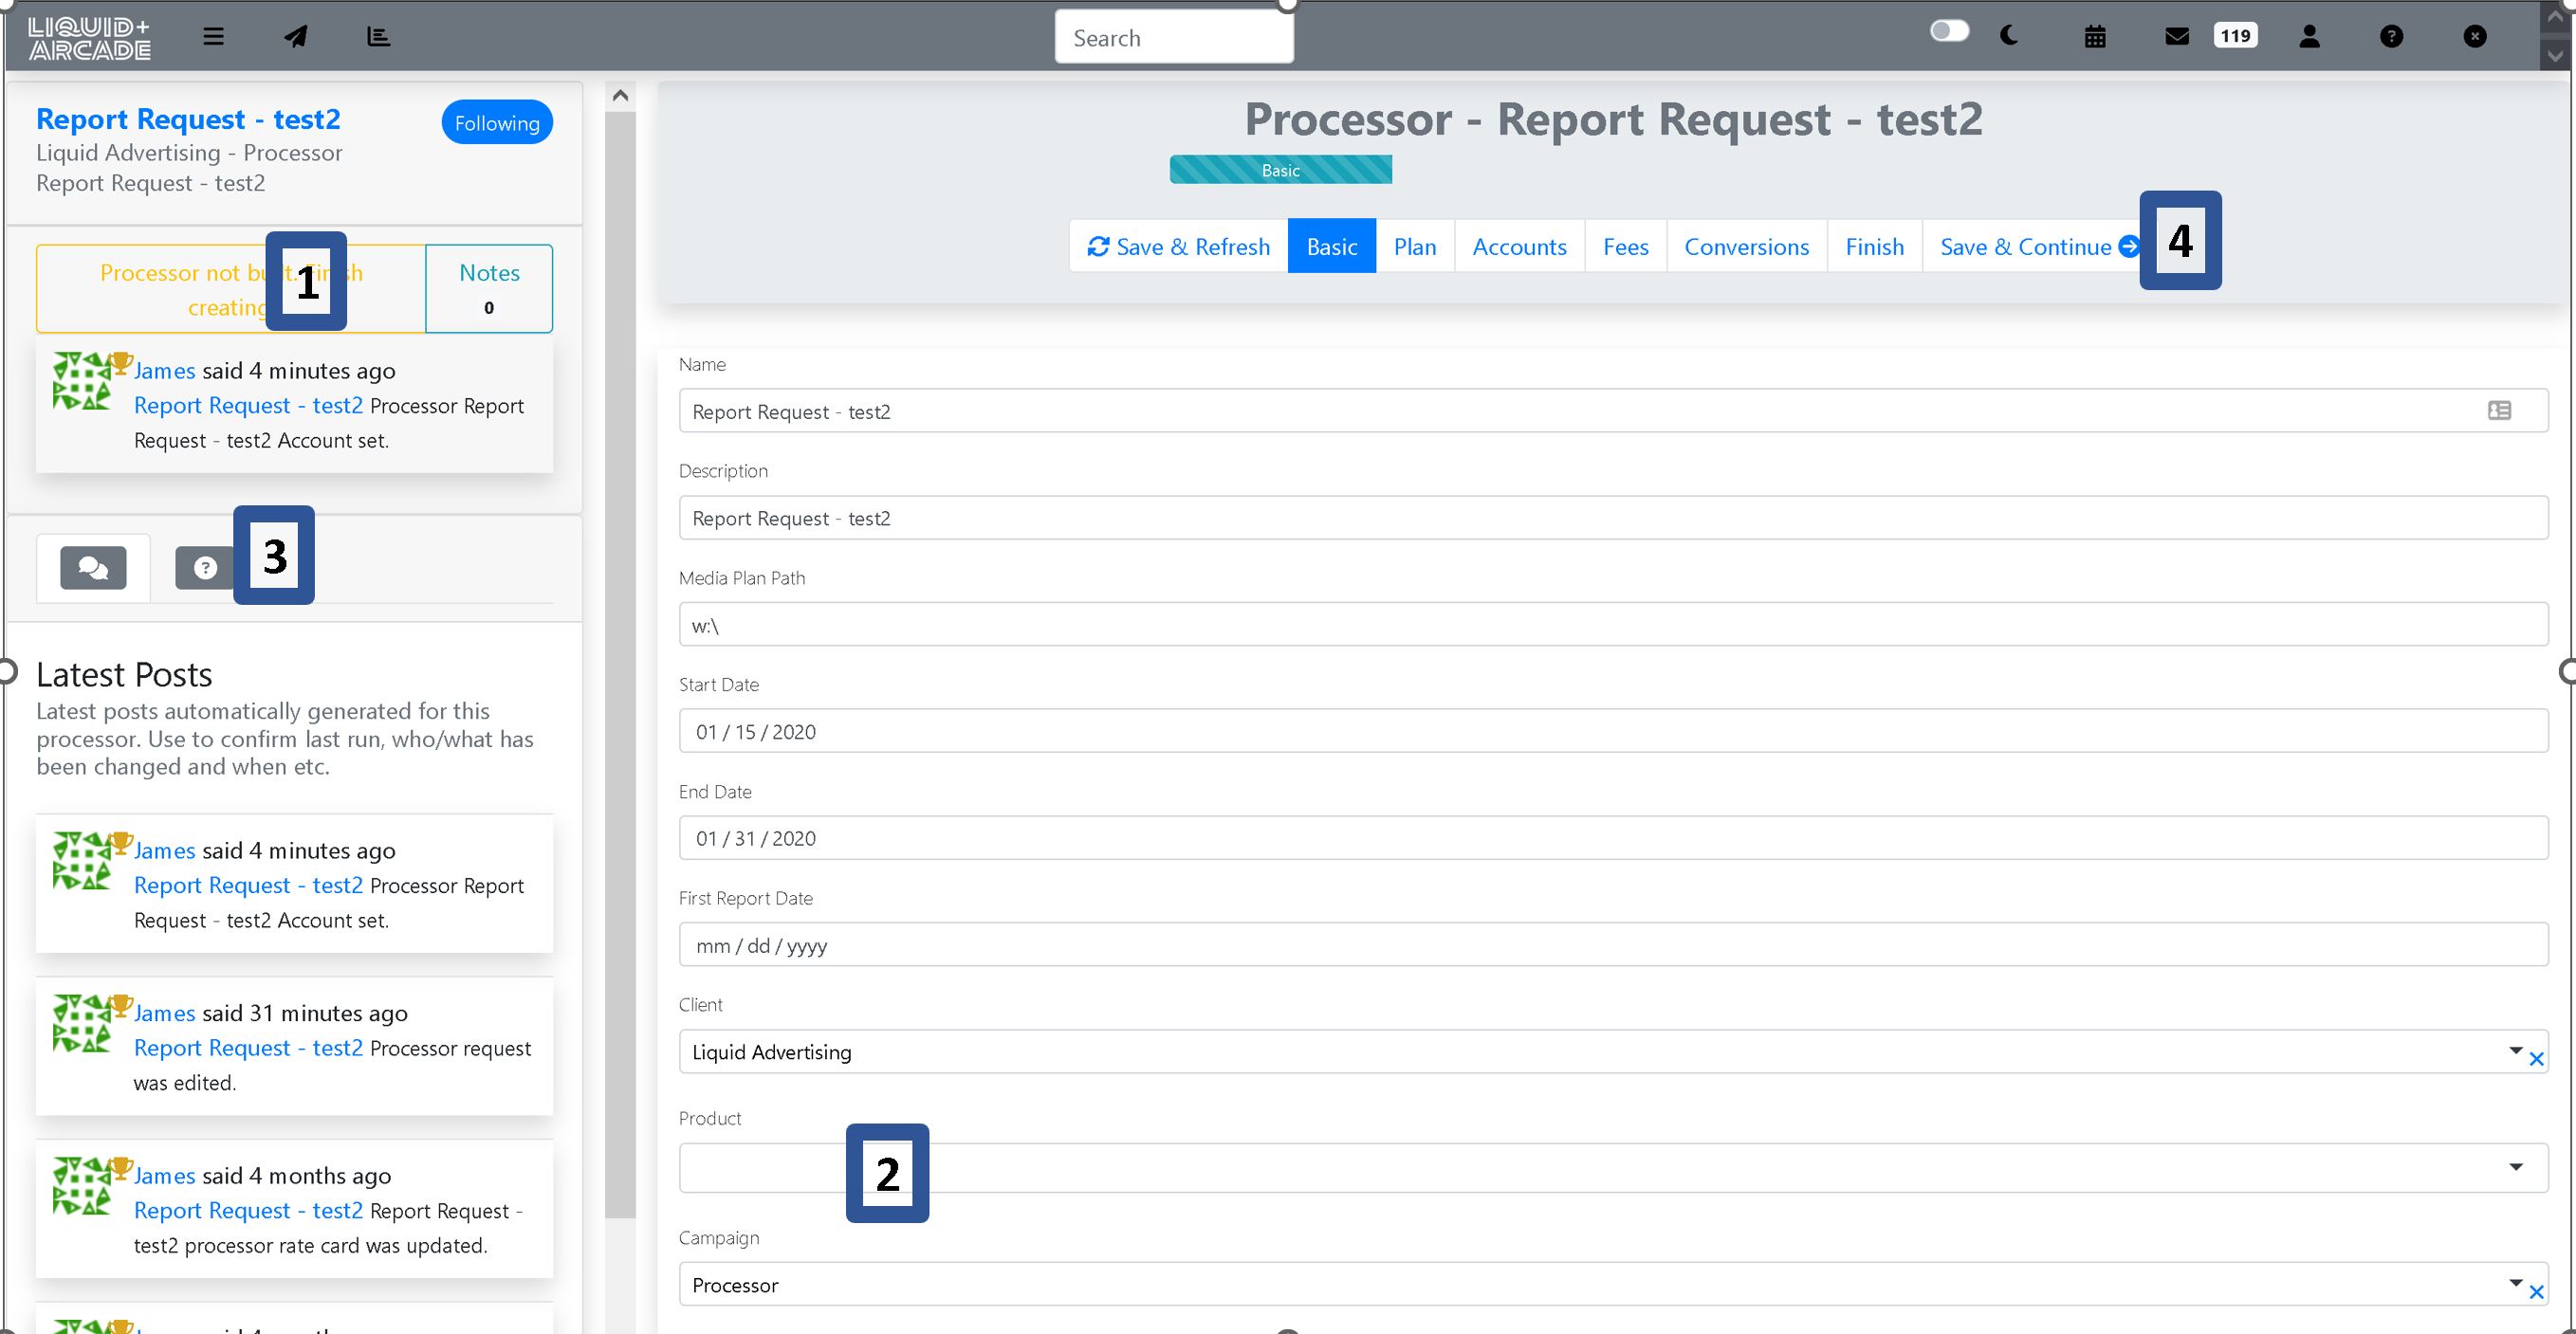 LIQUID+
ARCADE
Search
119
Report Request - test2
Following
Liquid Advertising - Processor
Report Request - test2
Processor not bu t. Fin sh
creating
1
Notes
0
James said 4 minutes ago
Report Request - test2 Processor Report
Request - test2 Account set.
?
3
Latest Posts
Latest posts automatically generated for this
processor. Use to confirm last run, who/what has
been changed and when etc.
James said 4 minutes ago
Report Request - test2 Processor Report
Request - test2 Account set.
James said 31 minutes ago
Report Request - test2 Processor request
was edited.
James said 4 months ago
Report Request - test2 Report Request -
test2 processor rate card was updated.
Processor - Report Request - test2
Basic
Save & Refresh
Basic
Plan
Accounts
Fees
Conversions
Finish
Save & Continue
4
Name
Report Request - test2
Description
Report Request - test2
Media Plan Path
w:\
Start Date
01 / 15 / 2020
End Date
01 / 31 / 2020
First Report Date
mm / dd / yyyy
Client
Liquid Advertising
Product
2
Campaign
Processor